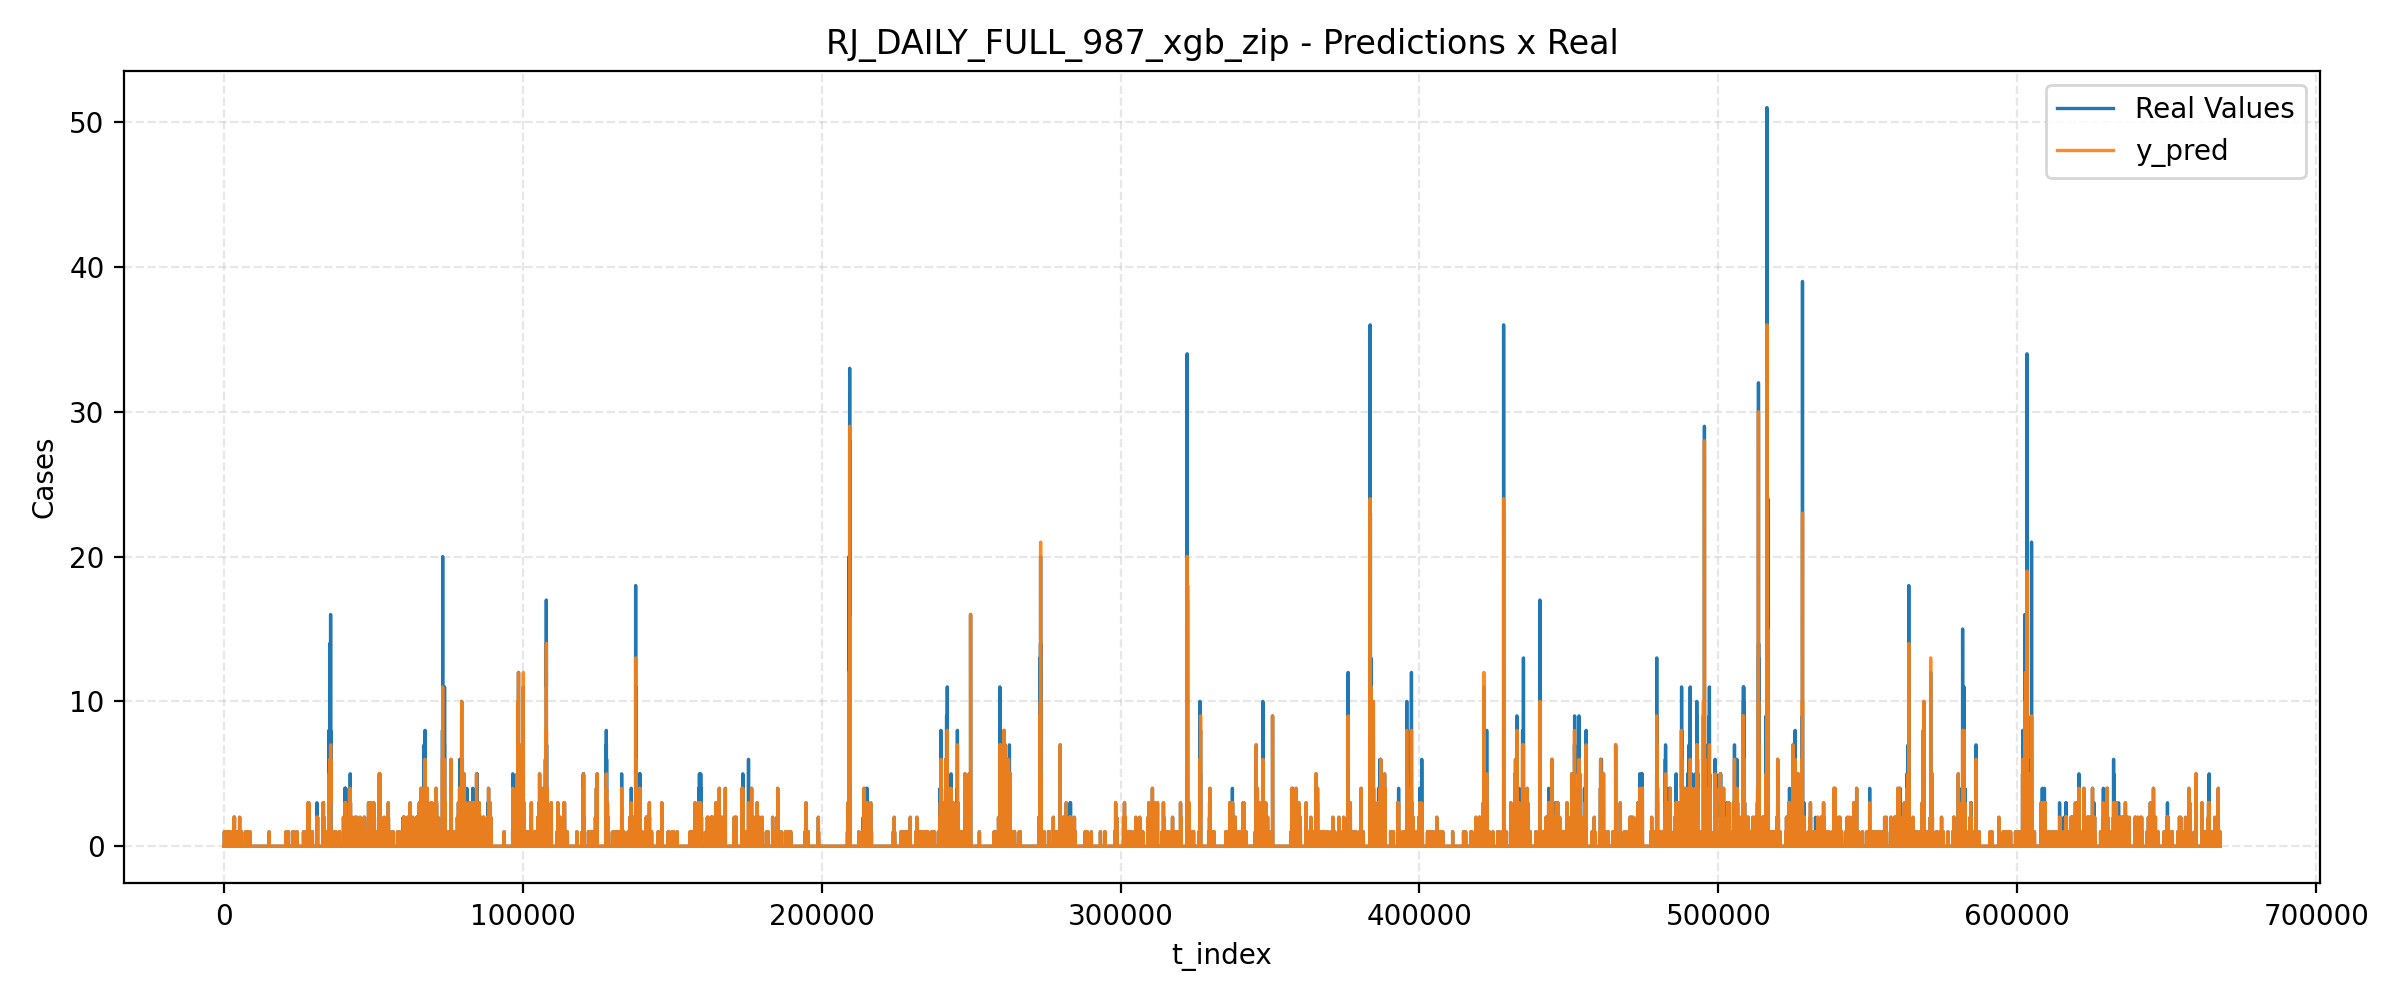 RJ_DAILY_FULL_987_xgb_zip - Predictions x Real
Real Values
y_pred
50
40
30
20
10
0
Cases
0 100000 200000 300000 400000 500000 600000 700000
t_index